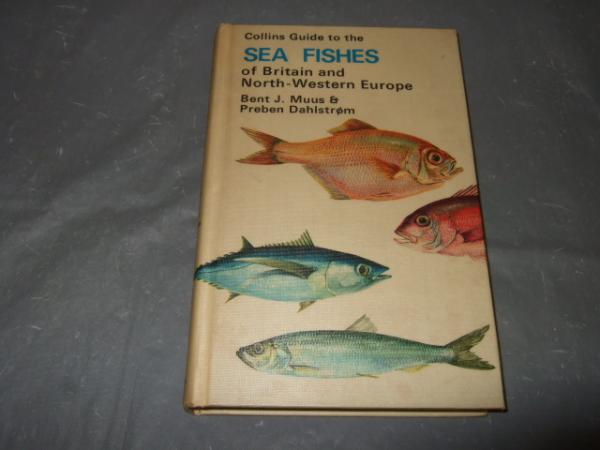 Collins Guide to the
SEA FISHES
of Britain and
North-Western Europe
Bent J. Muus &
Preben Dahlstrøm